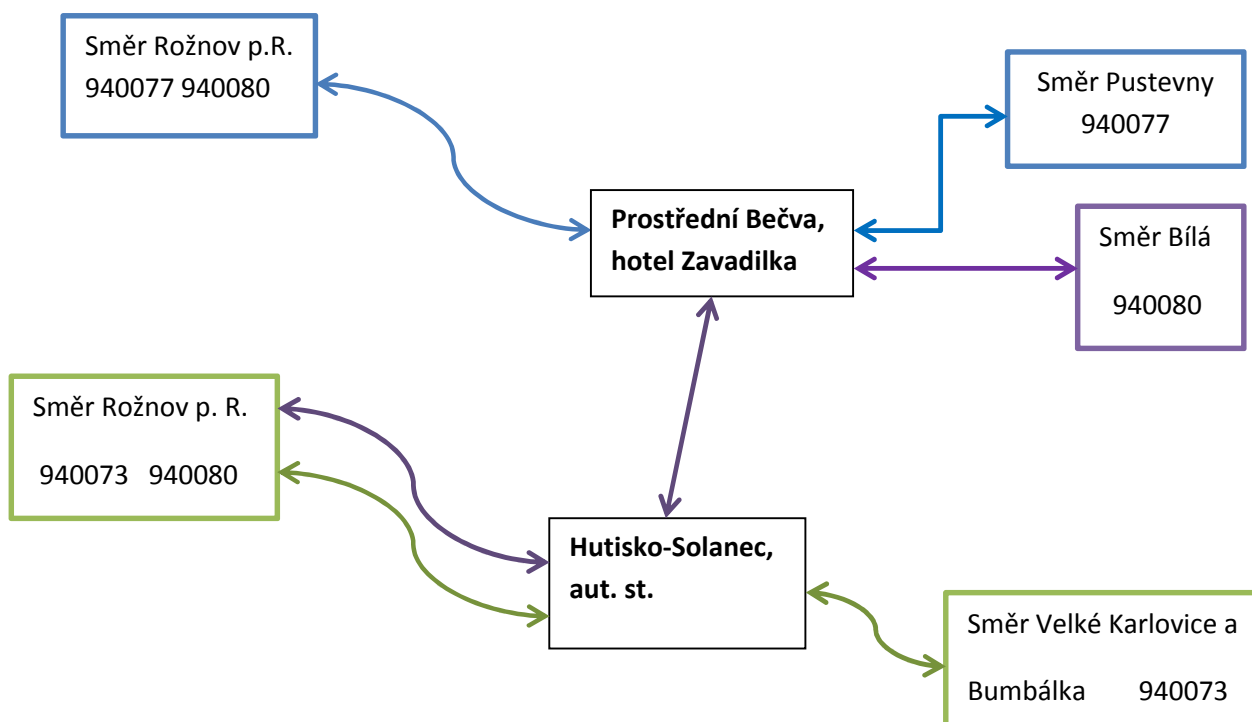 Směr Rožnov p.R.
940077 940080
Směr Pustevny
940077
Prostřední Bečva,
hotel Zavadilka
Směr Bílá
940080
Směr Rožnov p. R.
940073 940080
Hutisko-Solanec,
aut. st.
Směr Velké Karlovice a
Bumbálka 940073